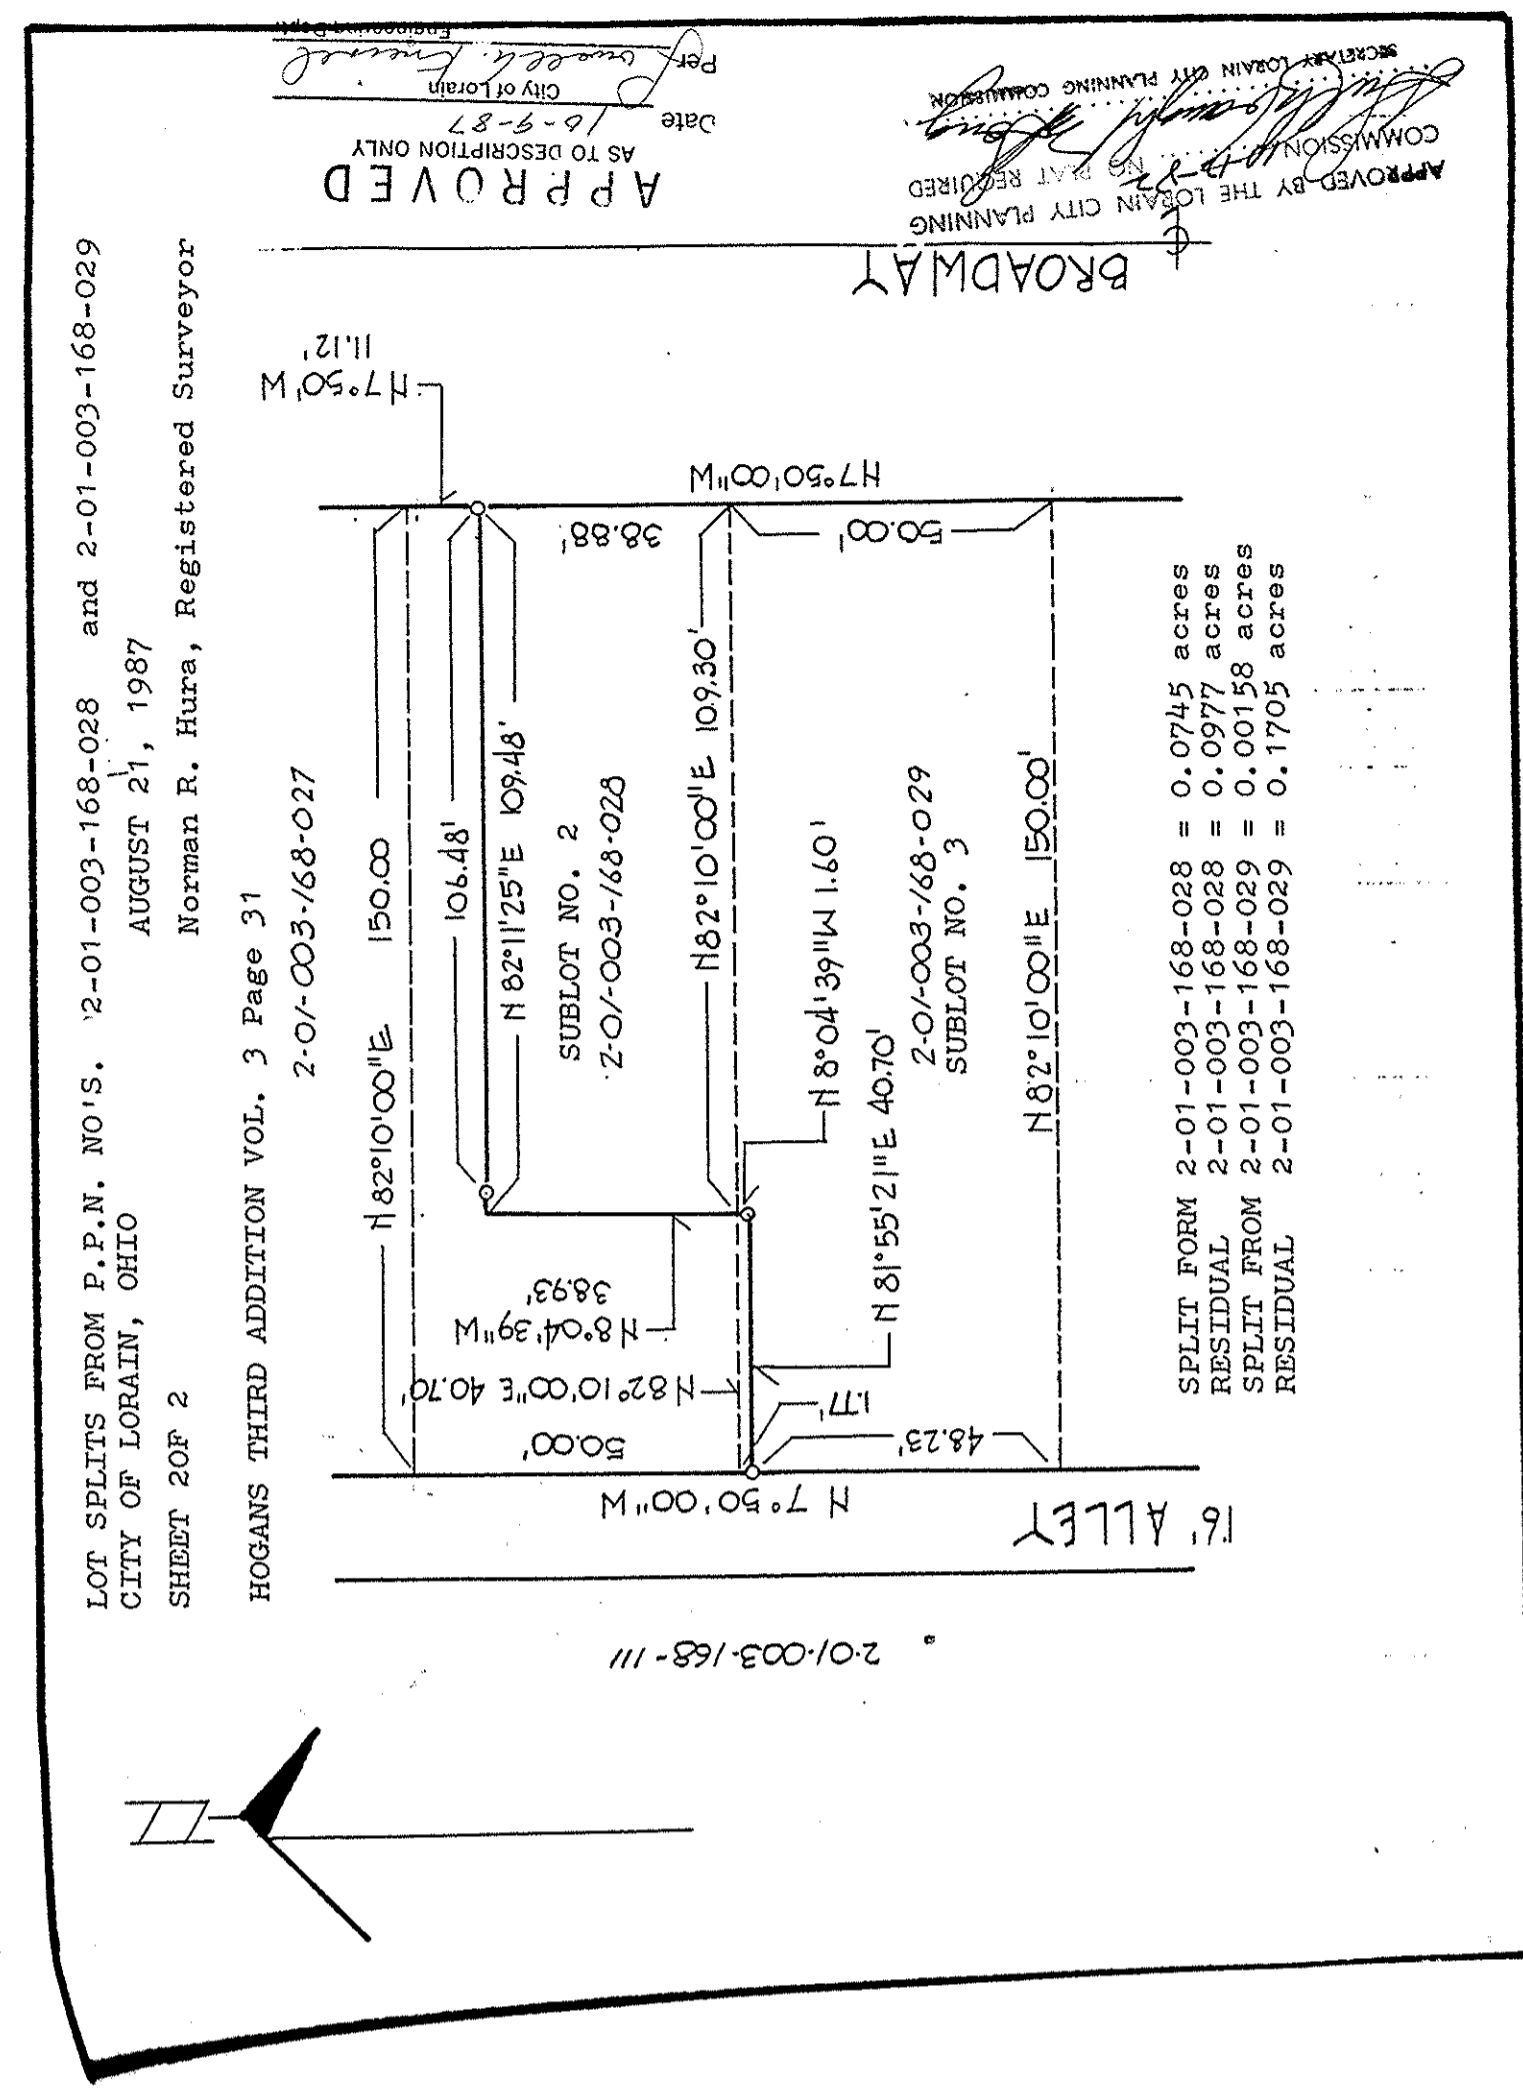 LOT SPLITS FROM P.P.N. NO'S. 2-01-003-168-028 and 2-01-003-168-029
CITY OF LORAIN, OHIO AUGUST 21, 1987
SHEET 2OF 2 Norman R. Hura, Registered Surveyor
HOGANS THIRD ADDITION VOL. 3 Page 31
2-01-003-168-027
N 82°10'00"E 150.00
106.48'
N 82°11'25"E 109.48'
SUBLOT NO. 2
2-01-003-168-028
N82°10'00"E 109.30'
N 8°04'39"W 1.60'
N 81°55'21"E 40.70'
2-01-003-168-029
SUBLOT NO. 3
N82°10'00"E 150.00'
N7°50'W
11.12'
N7°50'00"W
38.88'
50.00'
N8°04'39"W
38.93'
N82°10'00"E 40.70'
50.00'
1.77'
48.23'
N 7°50'00"W
16' ALLEY
2-01-003-168-111
BROADWAY
SPLIT FORM 2-01-003-168-028 = 0.0745 acres
RESIDUAL 2-01-003-168-028 = 0.0977 acres
SPLIT FROM 2-01-003-168-029 = 0.00158 acres
RESIDUAL 2-01-003-168-029 = 0.1705 acres
APPROVED
AS TO DESCRIPTION ONLY
Date 10-9-87
City of Lorain
Per
Engineering Dept.
APPROVED BY THE LORAIN CITY PLANNING
COMMISSION NO PLAT REQUIRED
SECRETARY LORAIN CITY PLANNING COMMISSION